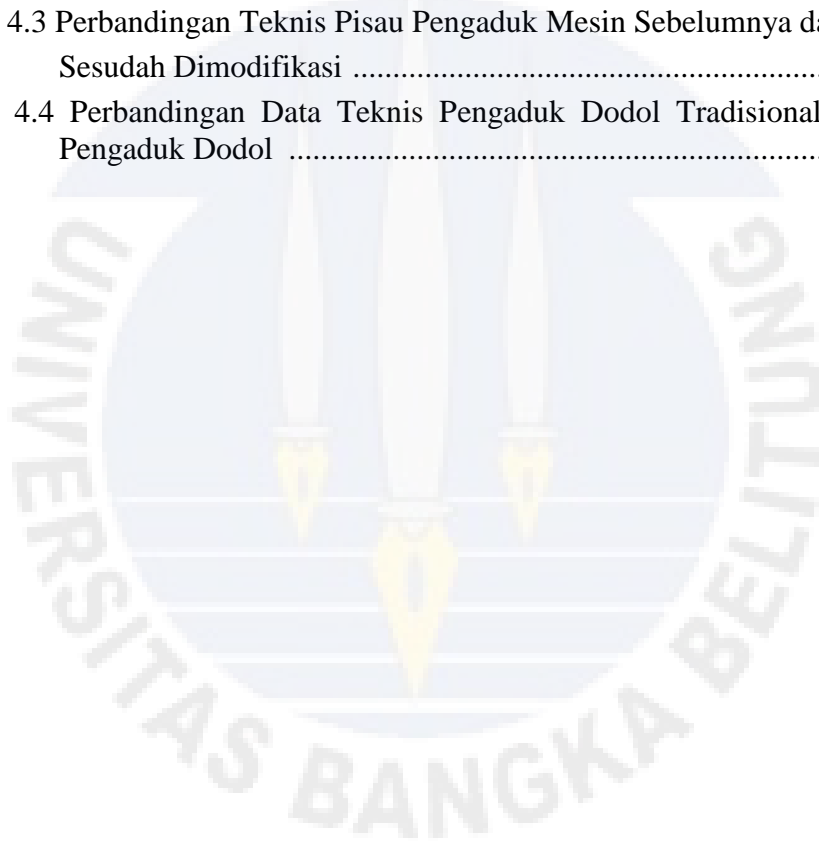 4.3 Perbandingan Teknis Pisau Pengaduk Mesin Sebelumnya
Sesudah Dimodifikasi ..........................................................
4.4 Perbandingan Data Teknis Pengaduk Dodol Tradisional
Pengaduk Dodol ..................................................................
UNIVERSITAS BANGKA BELITUNG